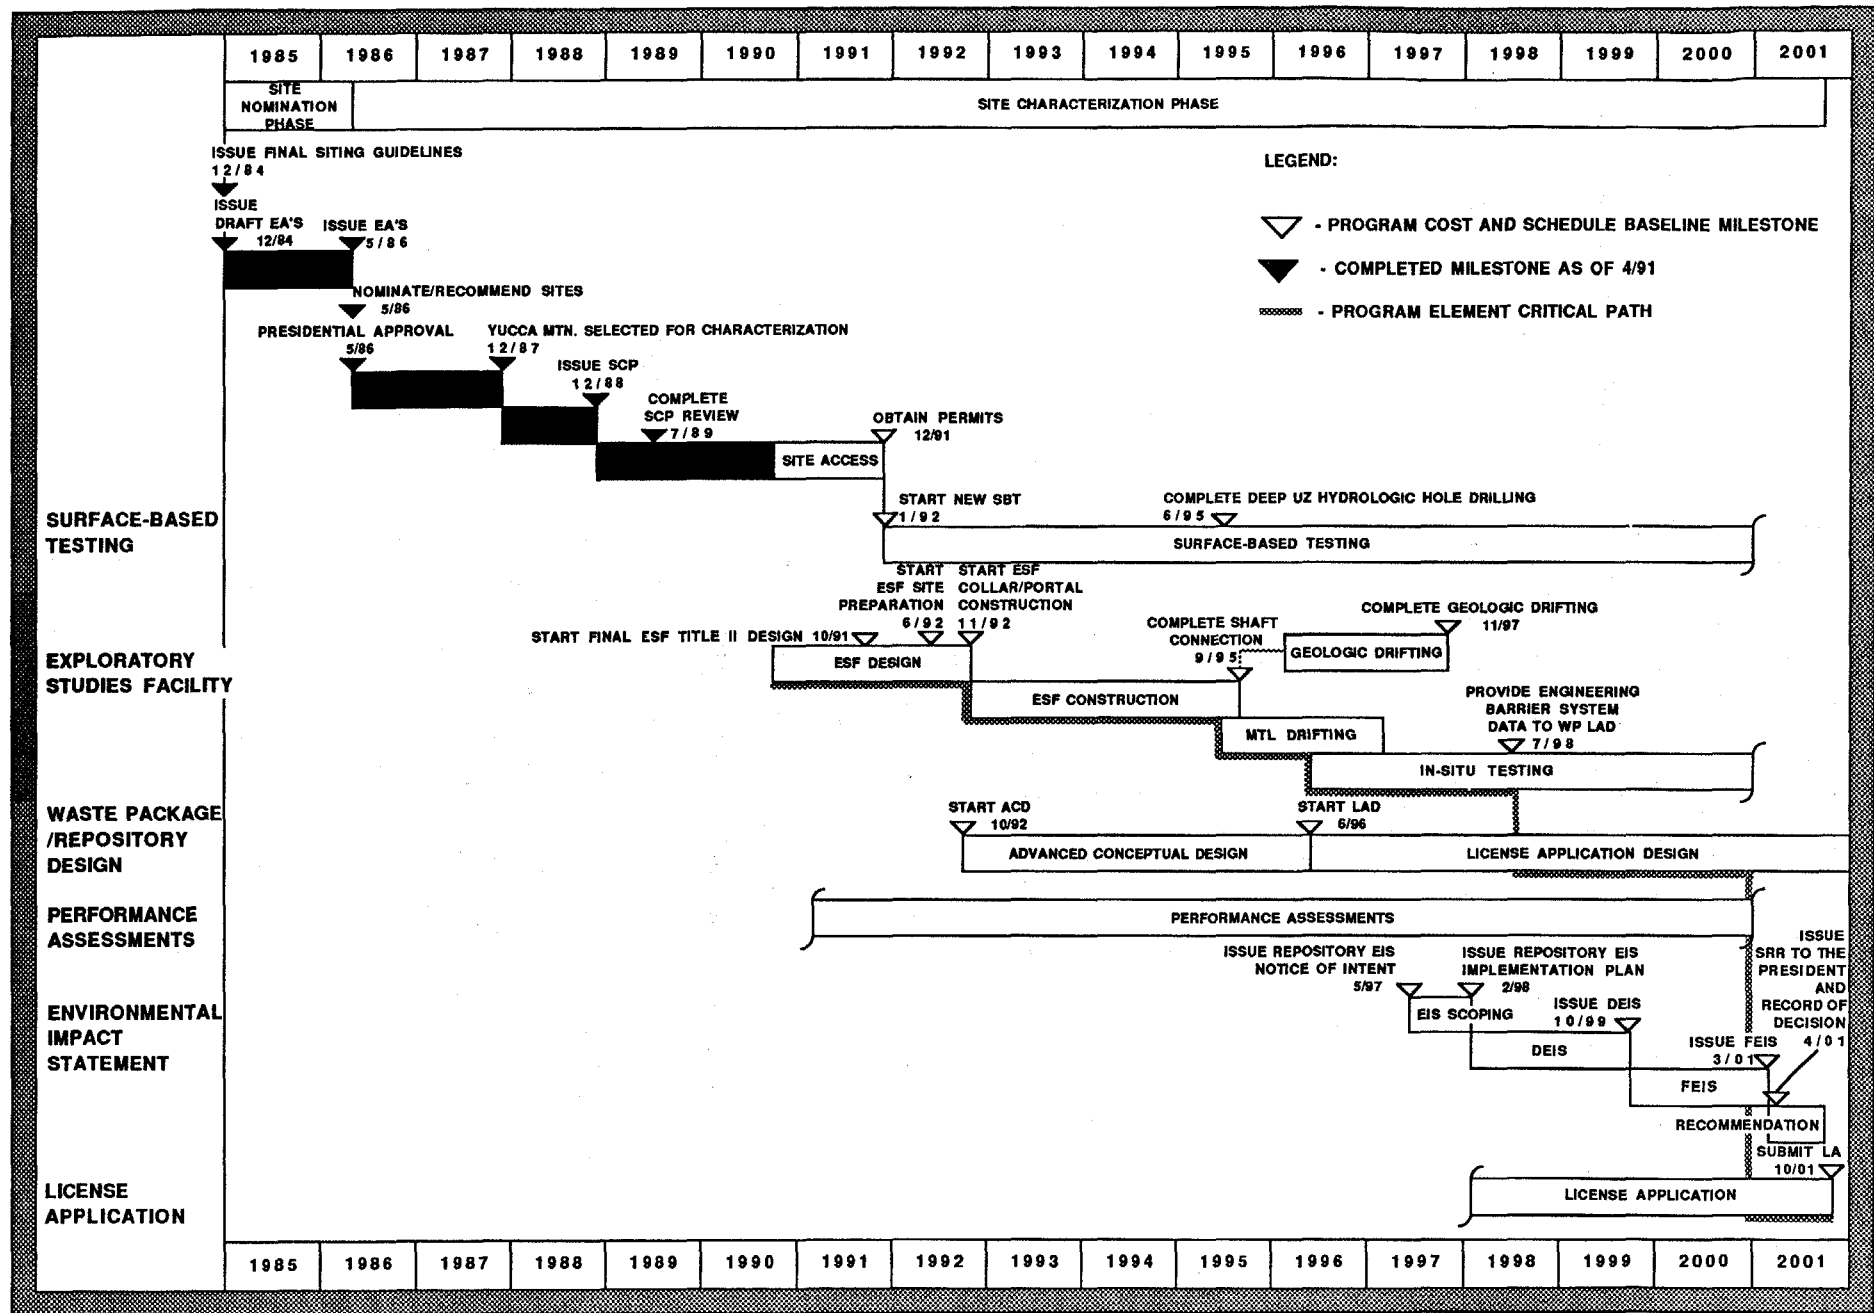 1985 1986 1987 1988 1989 1990 1991 1992 1993 1994 1995 1996 1997 1998 1999 2000 2001
SITE
NOMINATION
PHASE
SITE CHARACTERIZATION PHASE
ISSUE FINAL SITING GUIDELINES
12/84
ISSUE
DRAFT EA'S
12/84
ISSUE EA'S
5/86
NOMINATE/RECOMMEND SITES
5/86
PRESIDENTIAL APPROVAL
5/86
YUCCA MTN. SELECTED FOR CHARACTERIZATION
12/87
ISSUE SCP
12/88
COMPLETE
SCP REVIEW
7/89
OBTAIN PERMITS
12/91
SITE ACCESS
LEGEND:
- PROGRAM COST AND SCHEDULE BASELINE MILESTONE
- COMPLETED MILESTONE AS OF 4/91
- PROGRAM ELEMENT CRITICAL PATH
SURFACE-BASED
TESTING
START NEW SBT
1/92
COMPLETE DEEP UZ HYDROLOGIC HOLE DRILLING
6/95
SURFACE-BASED TESTING
EXPLORATORY
STUDIES FACILITY
START FINAL ESF TITLE II DESIGN 10/91
START
ESF SITE
PREPARATION
6/92
START ESF
COLLAR/PORTAL
CONSTRUCTION
11/92
ESF DESIGN
COMPLETE SHAFT
CONNECTION
9/95
COMPLETE GEOLOGIC DRIFTING
11/97
GEOLOGIC DRIFTING
ESF CONSTRUCTION
MTL DRIFTING
PROVIDE ENGINEERING
BARRIER SYSTEM
DATA TO WP LAD
7/98
IN-SITU TESTING
WASTE PACKAGE
/REPOSITORY
DESIGN
START ACD
10/92
START LAD
6/96
ADVANCED CONCEPTUAL DESIGN
LICENSE APPLICATION DESIGN
PERFORMANCE
ASSESSMENTS
PERFORMANCE ASSESSMENTS
ENVIRONMENTAL
IMPACT
STATEMENT
ISSUE REPOSITORY EIS
NOTICE OF INTENT
5/97
ISSUE REPOSITORY EIS
IMPLEMENTATION PLAN
2/98
EIS SCOPING
ISSUE DEIS
10/99
DEIS
ISSUE FEIS
3/01
FEIS
ISSUE
SRR TO THE
PRESIDENT
AND
RECORD OF
DECISION
4/01
RECOMMENDATION
LICENSE
APPLICATION
SUBMIT LA
10/01
LICENSE APPLICATION
1985 1986 1987 1988 1989 1990 1991 1992 1993 1994 1995 1996 1997 1998 1999 2000 2001